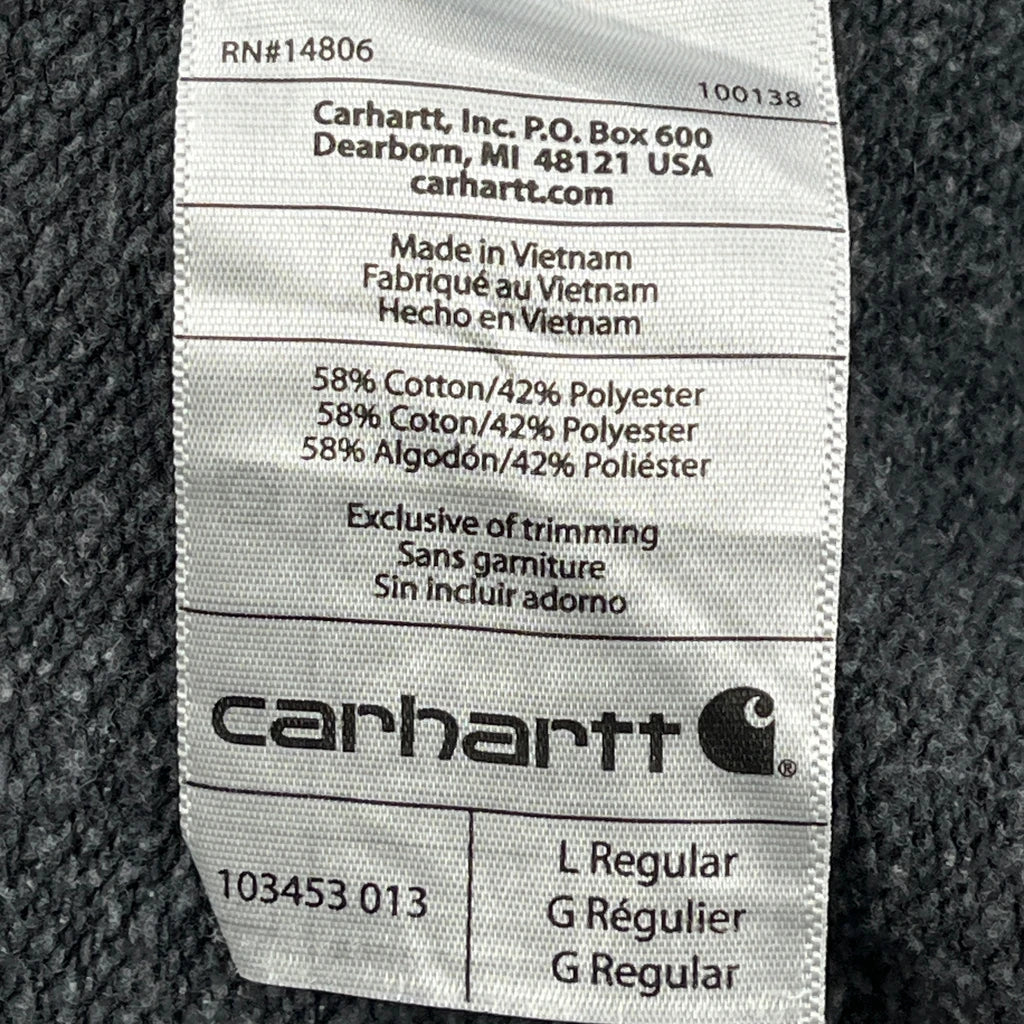 RN#14806
100138
Carhartt, Inc. P.O. Box 600
Dearborn, MI 48121 USA
carhartt.com
Made in Vietnam
Fabriqué au Vietnam
Hecho en Vietnam
58% Cotton/42% Polyester
58% Coton/42% Polyester
58% Algodón/42% Poliéster
Exclusive of trimming
Sans garniture
Sin incluir adorno
carhartt ®
103453 013
L Regular
G Régulier
G Regular